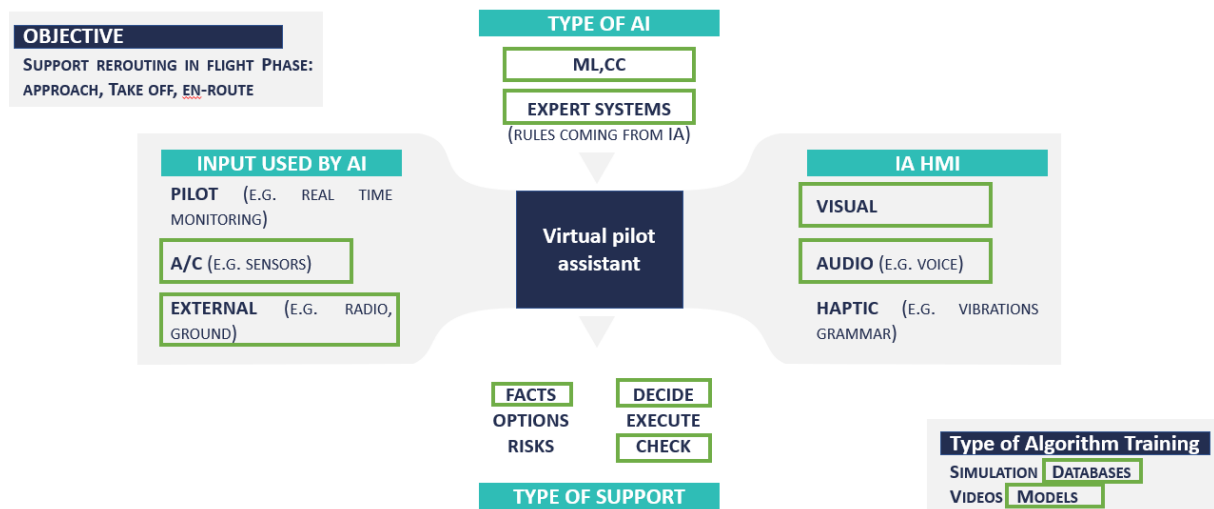 OBJECTIVE
SUPPORT REROUTING IN FLIGHT PHASE:
APPROACH, TAKE OFF, EN-ROUTE
TYPE OF AI
ML,CC
EXPERT SYSTEMS
(RULES COMING FROM IA)
INPUT USED BY AI
PILOT (E.G. REAL TIME
MONITORING)
A/C (E.G. SENSORS)
EXTERNAL (E.G. RADIO,
GROUND)
Virtual pilot
assistant
IA HMI
VISUAL
AUDIO (E.G. VOICE)
HAPTIC (E.G. VIBRATIONS
GRAMMAR)
FACTS DECIDE
OPTIONS EXECUTE
RISKS CHECK
TYPE OF SUPPORT
Type of Algorithm Training
SIMULATION DATABASES
VIDEOS MODELS